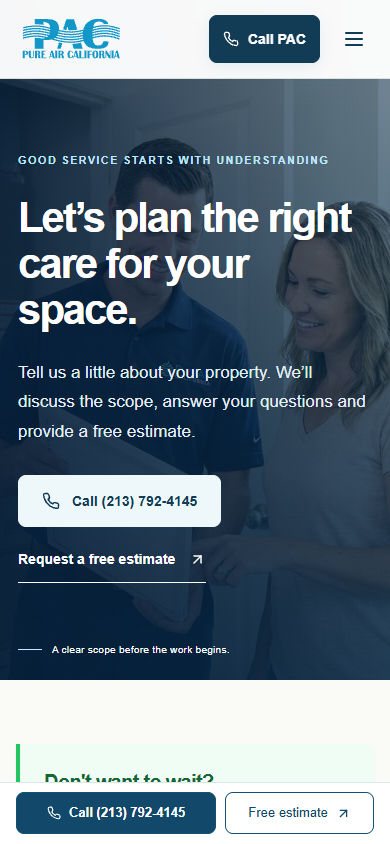 PAC
PURE AIR CALIFORNIA
Call PAC
GOOD SERVICE STARTS WITH UNDERSTANDING
Let’s plan the right
care for your
space.
Tell us a little about your property. We’ll
discuss the scope, answer your questions and
provide a free estimate.
Call (213) 792-4145
Request a free estimate
A clear scope before the work begins.
Don't want to wait?
Call (213) 792-4145
Free estimate